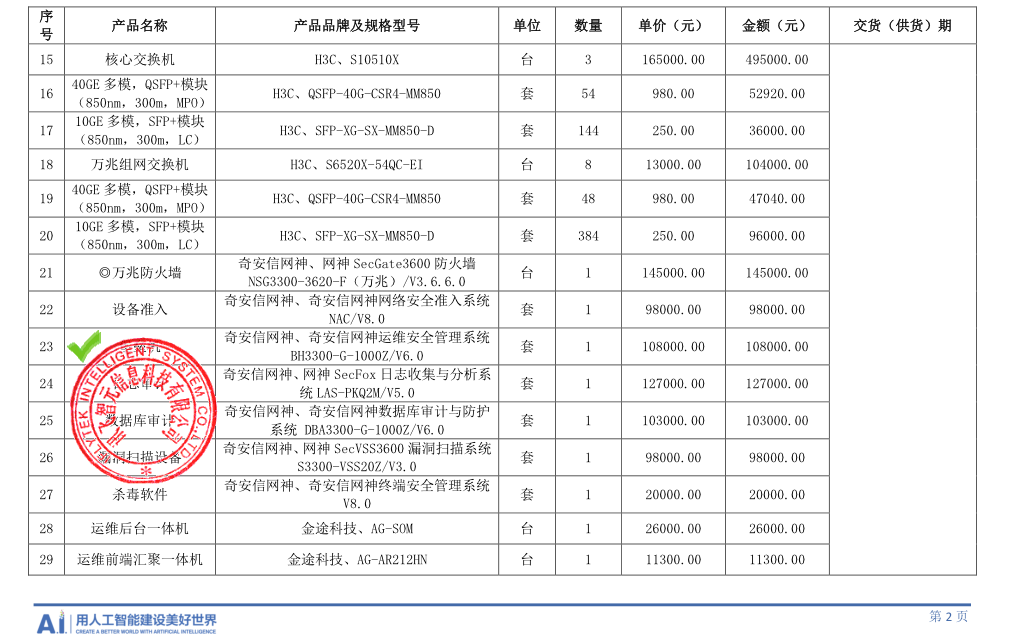 序号 产品名称 产品品牌及规格型号 单位 数量 单价（元） 金额（元） 交货（供货）期
15 核心交换机 H3C、S10510X 台 3 165000.00 495000.00
16 40GE 多模，QSFP+模块（850nm，300m，MPO） H3C、QSFP-40G-CSR4-MM850 套 54 980.00 52920.00
17 10GE 多模，SFP+模块（850nm，300m，LC） H3C、SFP-XG-SX-MM850-D 套 144 250.00 36000.00
18 万兆组网交换机 H3C、S6520X-54QC-EI 台 8 13000.00 104000.00
19 40GE 多模，QSFP+模块（850nm，300m，MPO） H3C、QSFP-40G-CSR4-MM850 套 48 980.00 47040.00
20 10GE 多模，SFP+模块（850nm，300m，LC） H3C、SFP-XG-SX-MM850-D 套 384 250.00 96000.00
21 ◎万兆防火墙 奇安信网神、网神 SecGate3600 防火墙 NSG3300-3620-F（万兆）/V3.6.6.0 台 1 145000.00 145000.00
22 设备准入 奇安信网神、奇安信网神网络安全准入系统 NAC/V8.0 套 1 98000.00 98000.00
23 奇安信网神、奇安信网神运维安全管理系统 BH3300-G-1000Z/V6.0 套 1 108000.00 108000.00
24 奇安信网神、网神 SecFox 日志收集与分析系统 LAS-PKQ2M/V5.0 套 1 127000.00 127000.00
25 数据库审计 奇安信网神、奇安信网神数据库审计与防护系统 DBA3300-G-1000Z/V6.0 套 1 103000.00 103000.00
26 漏洞扫描设备 奇安信网神、网神 SecVSS3600 漏洞扫描系统 S3300-VSS20Z/V3.0 套 1 98000.00 98000.00
27 杀毒软件 奇安信网神、奇安信网神终端安全管理系统 V8.0 套 1 20000.00 20000.00
28 运维后台一体机 金途科技、AG-SOM 台 1 26000.00 26000.00
29 运维前端汇聚一体机 金途科技、AG-AR212HN 台 1 11300.00 11300.00
A.I. 用人工智能建设美好世界
CREATE A BETTER WORLD WITH ARTIFICIAL INTELLIGENCE
第 2 页